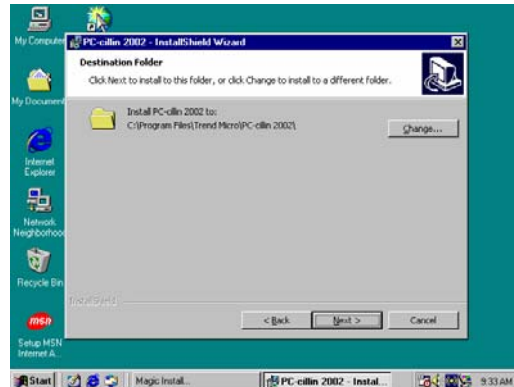 My Computer
PC-cillin 2002 - InstallShield Wizard
Destination Folder
Click Next to install to this folder, or click Change to install to a different folder.
My Document
Install PC-cillin 2002 to:
C:\Program Files\Trend Micro\PC-cillin 2002\
Change...
Internet
Explorer
Network
Neighborhood
Recycle Bin
InstallShield
< Back
Next >
Cancel
msn
Setup MSN
Internet A...
Start
Magic Install...
PC-cillin 2002 - Instal...
9:33 AM